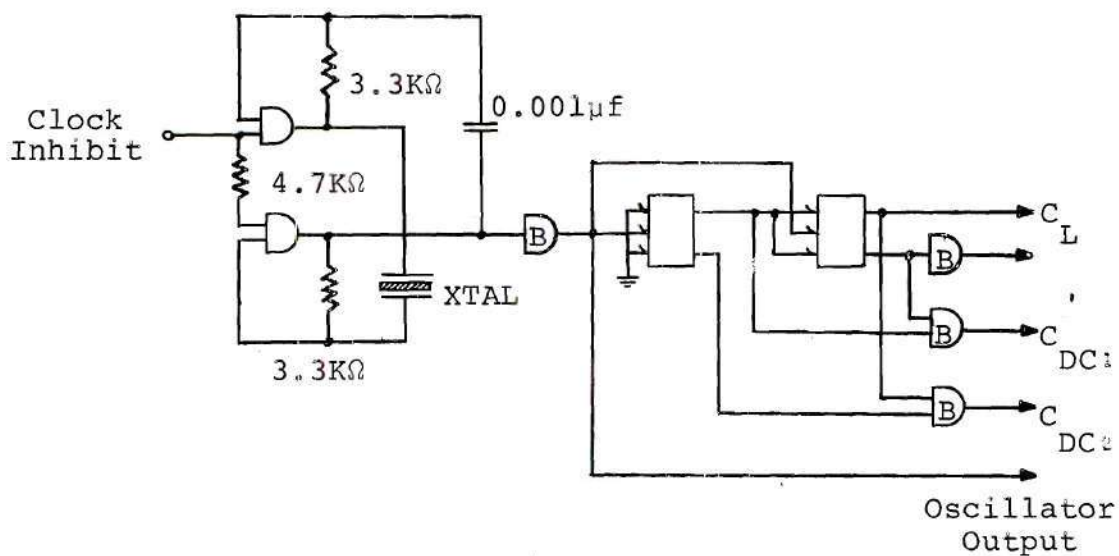 3.3KΩ
0.001μf
Clock
Inhibit
4.7KΩ
B
XTAL
3.3KΩ
C
L
B
B
C
DC1
B
C
DC2
Oscillator
Output